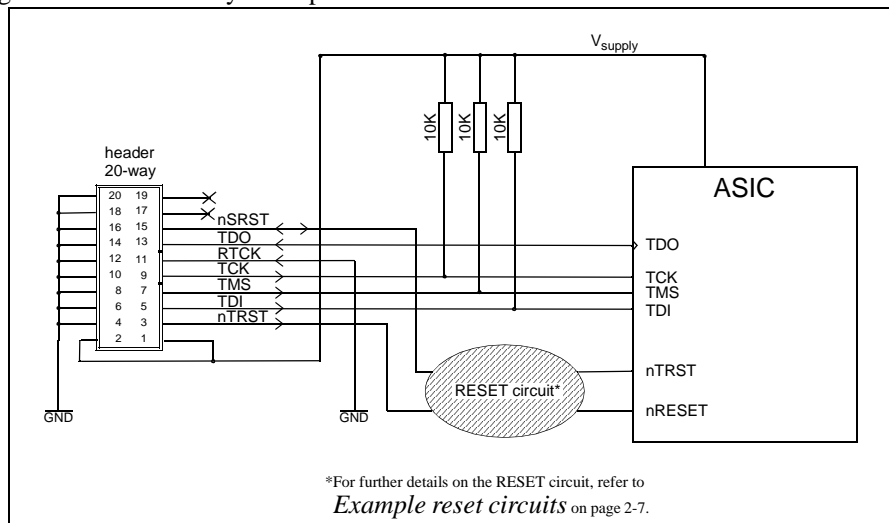 V supply
10K 10K 10K
header
20-way
ASIC
20 19
18 17
nSRST
16 15
TDO
14 13
TDO
RTCK
12 11
TCK
10 9
TCK
TMS
8 7
TMS
TDI
6 5
TDI
nTRST
4 3
2 1
nTRST
RESET circuit*
nRESET
GND
GND
*For further details on the RESET circuit, refer to
Example reset circuits on page 2-7.